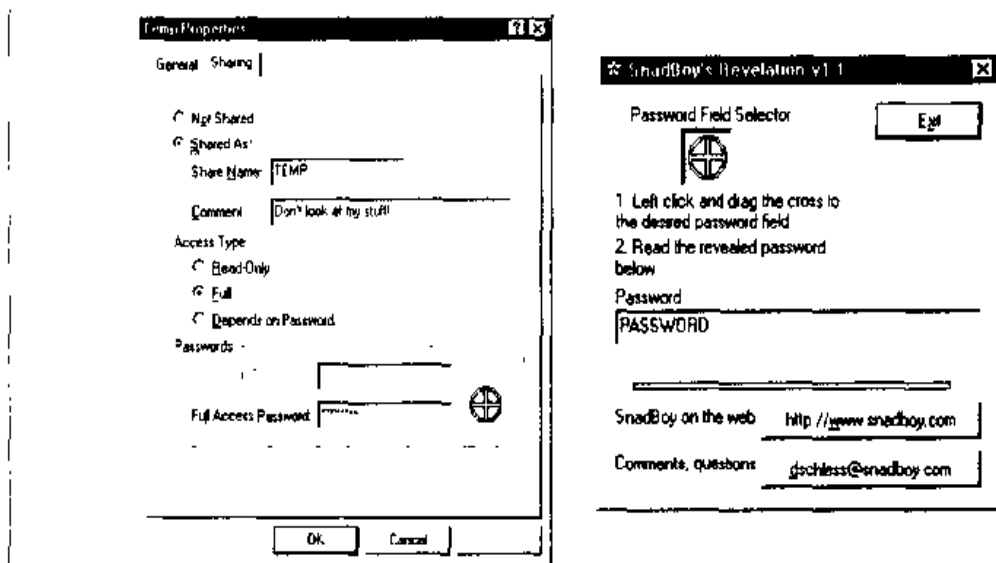 Temp Properties
General Sharing
Not Shared
Shared As:
Share Name: TEMP
Comment Don't look at my stuff!
Access Type
Read-Only
Full
Depends on Password
Passwords
Full Access Password ********
OK Cancel
SnadBoy's Revelation v1.1
Password Field Selector
Exit
1. Left click and drag the cross to
the desired password field
2. Read the revealed password
below
Password
PASSWORD
SnadBoy on the web http://www.snadboy.com
Comments, questions dschless@snadboy.com